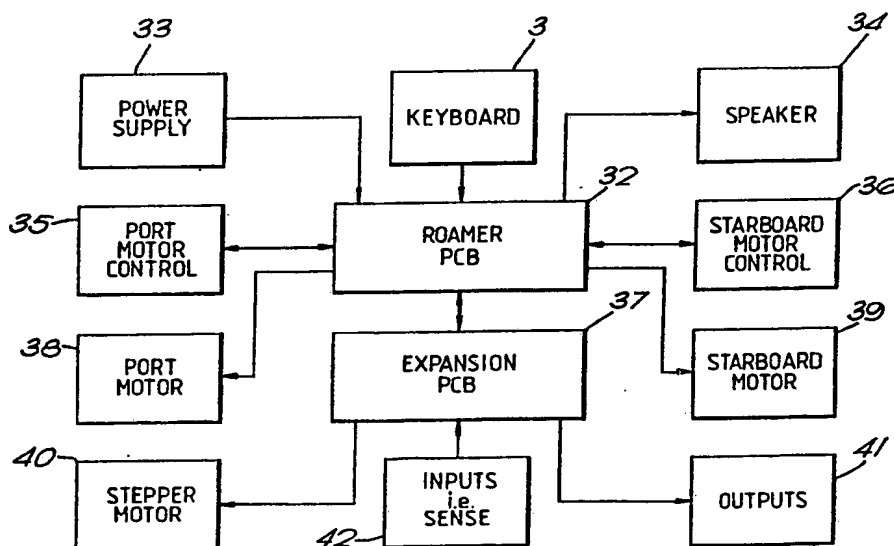 33
3
34
POWER
SUPPLY
KEYBOARD
SPEAKER
32
35
36
PORT
MOTOR
CONTROL
ROAMER
PCB
STARBOARD
MOTOR
CONTROL
37
38
39
PORT
MOTOR
EXPANSION
PCB
STARBOARD
MOTOR
40
41
STEPPER
MOTOR
INPUTS
i.e.
SENSE
OUTPUTS
42